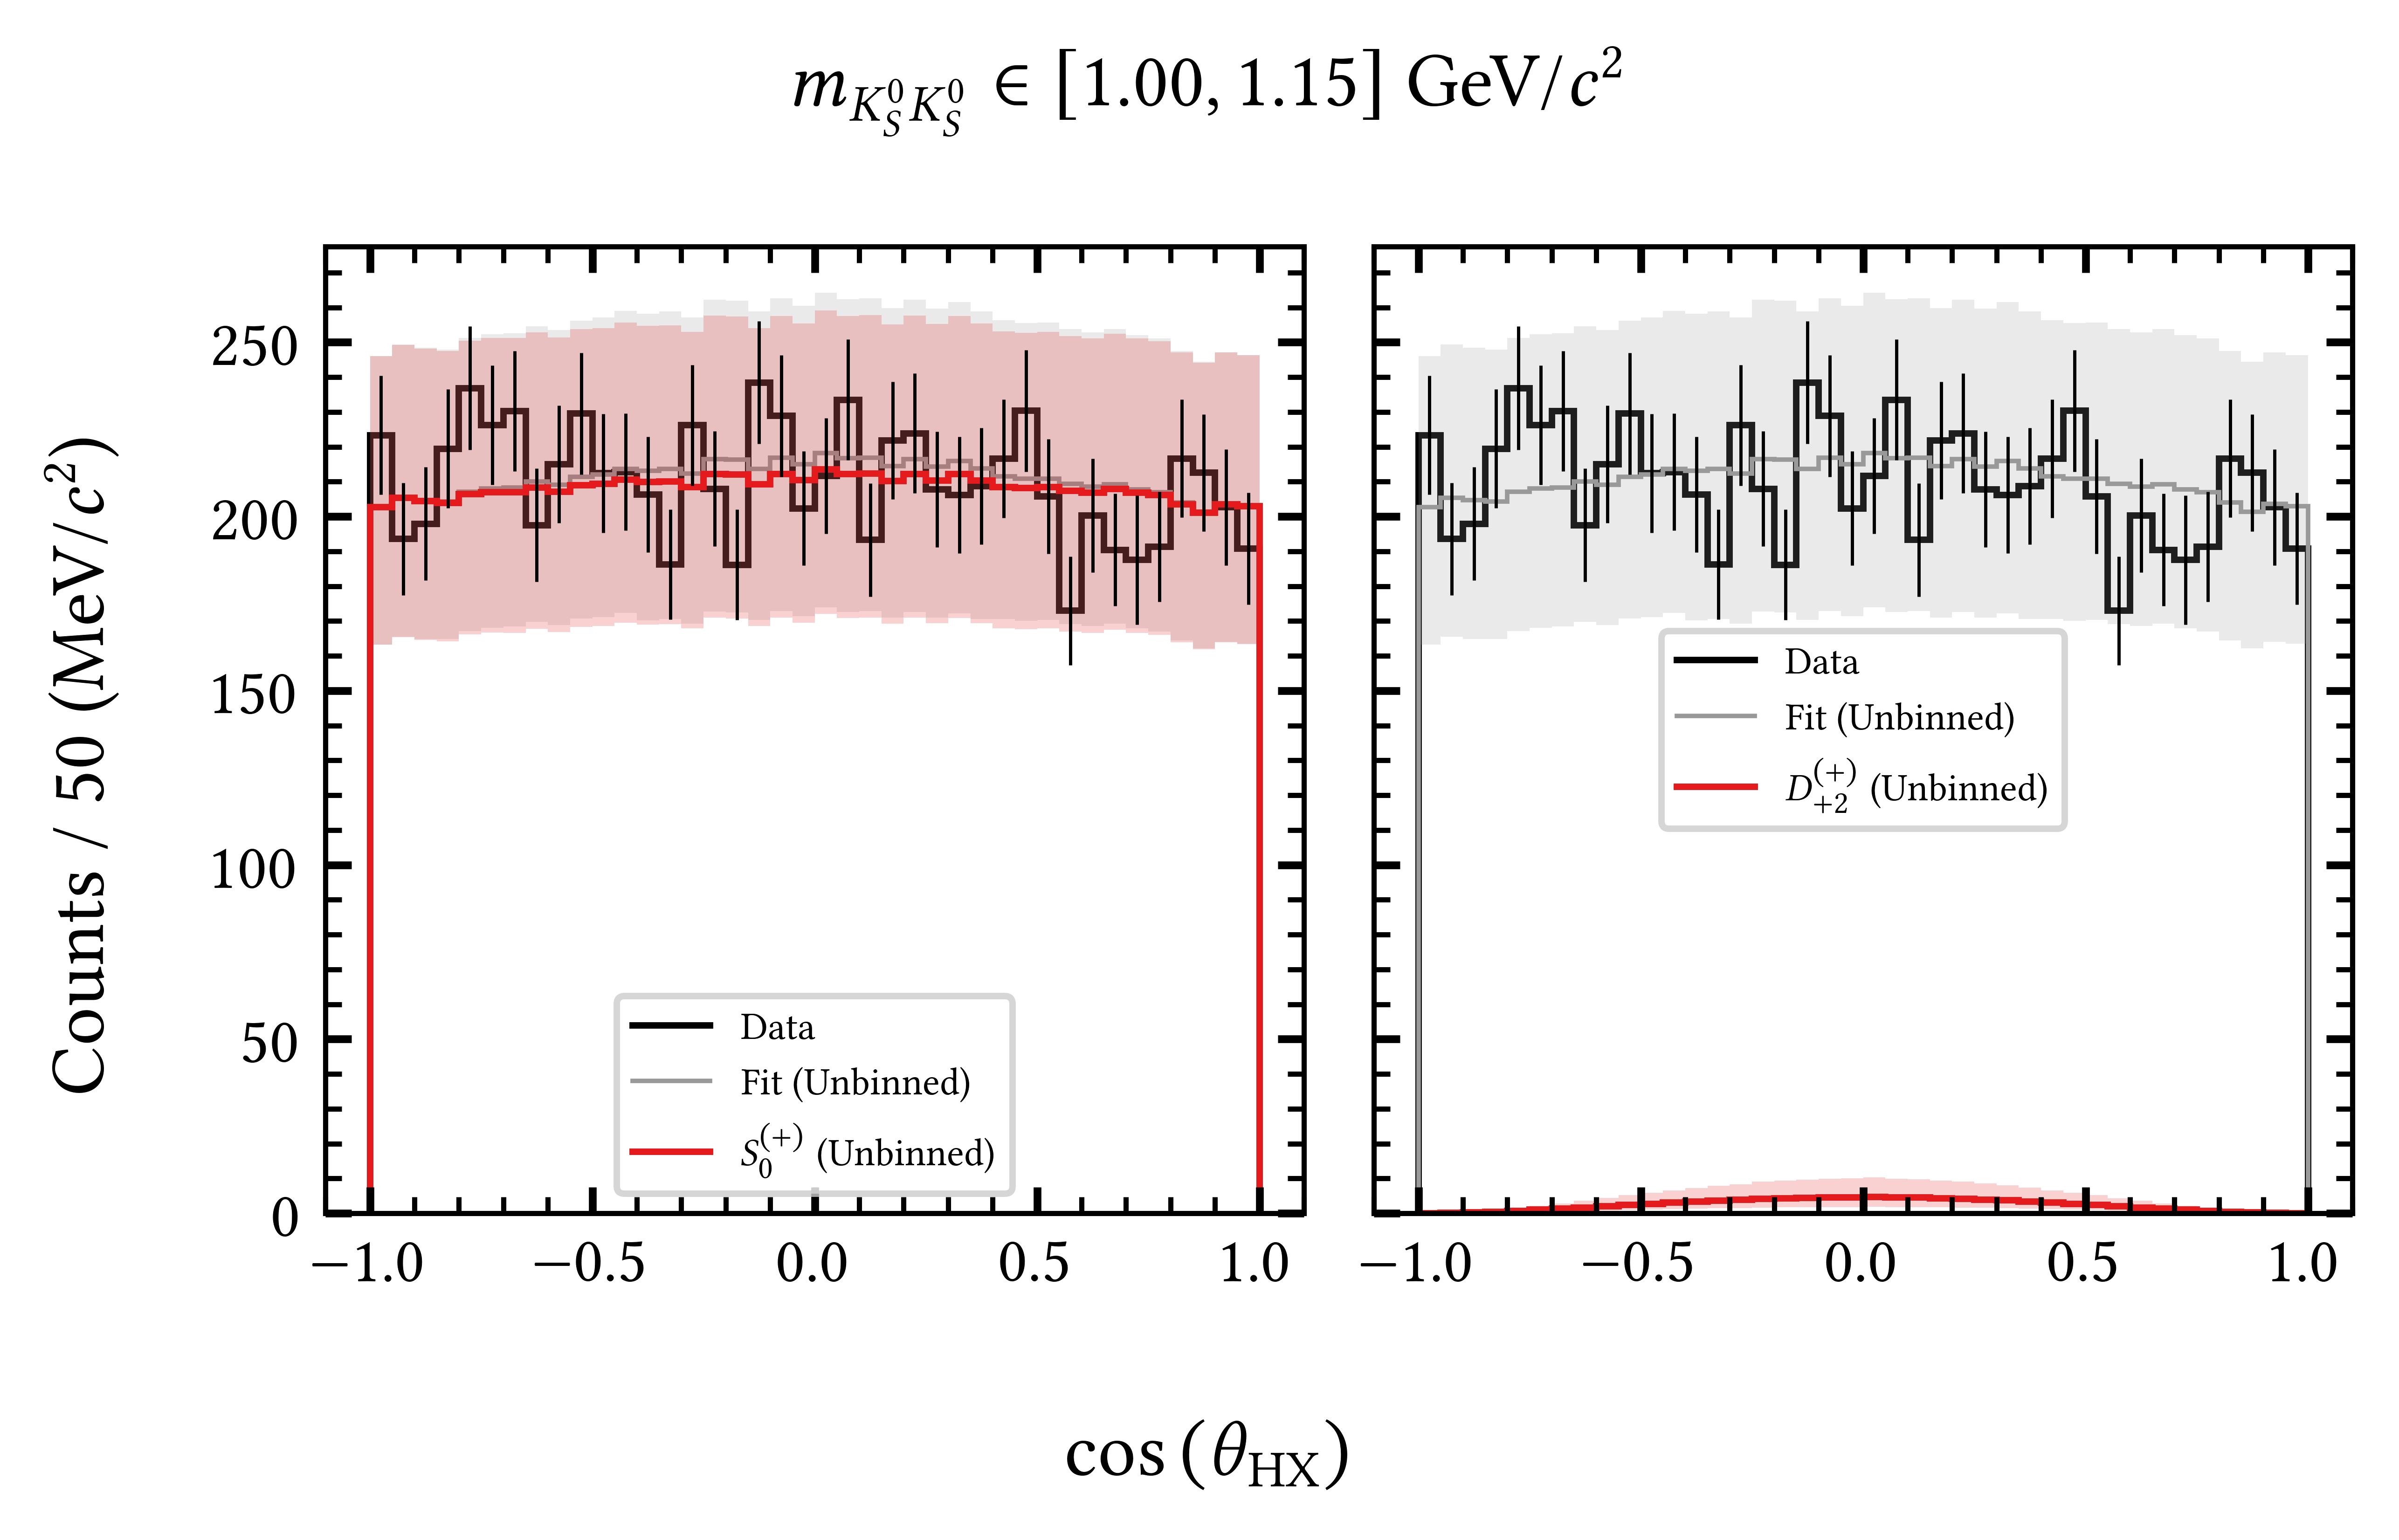 m_{K_S^0 K_S^0} ∈ [1.00, 1.15] GeV/c²
Counts / 50 (MeV/c²)
250
200
150
100
50
0
Data
Fit (Unbinned)
S_0^{(+)} (Unbinned)
−1.0 −0.5 0.0 0.5 1.0
Data
Fit (Unbinned)
D_{+2}^{(+)} (Unbinned)
−1.0 −0.5 0.0 0.5 1.0
cos (θ_{HX})